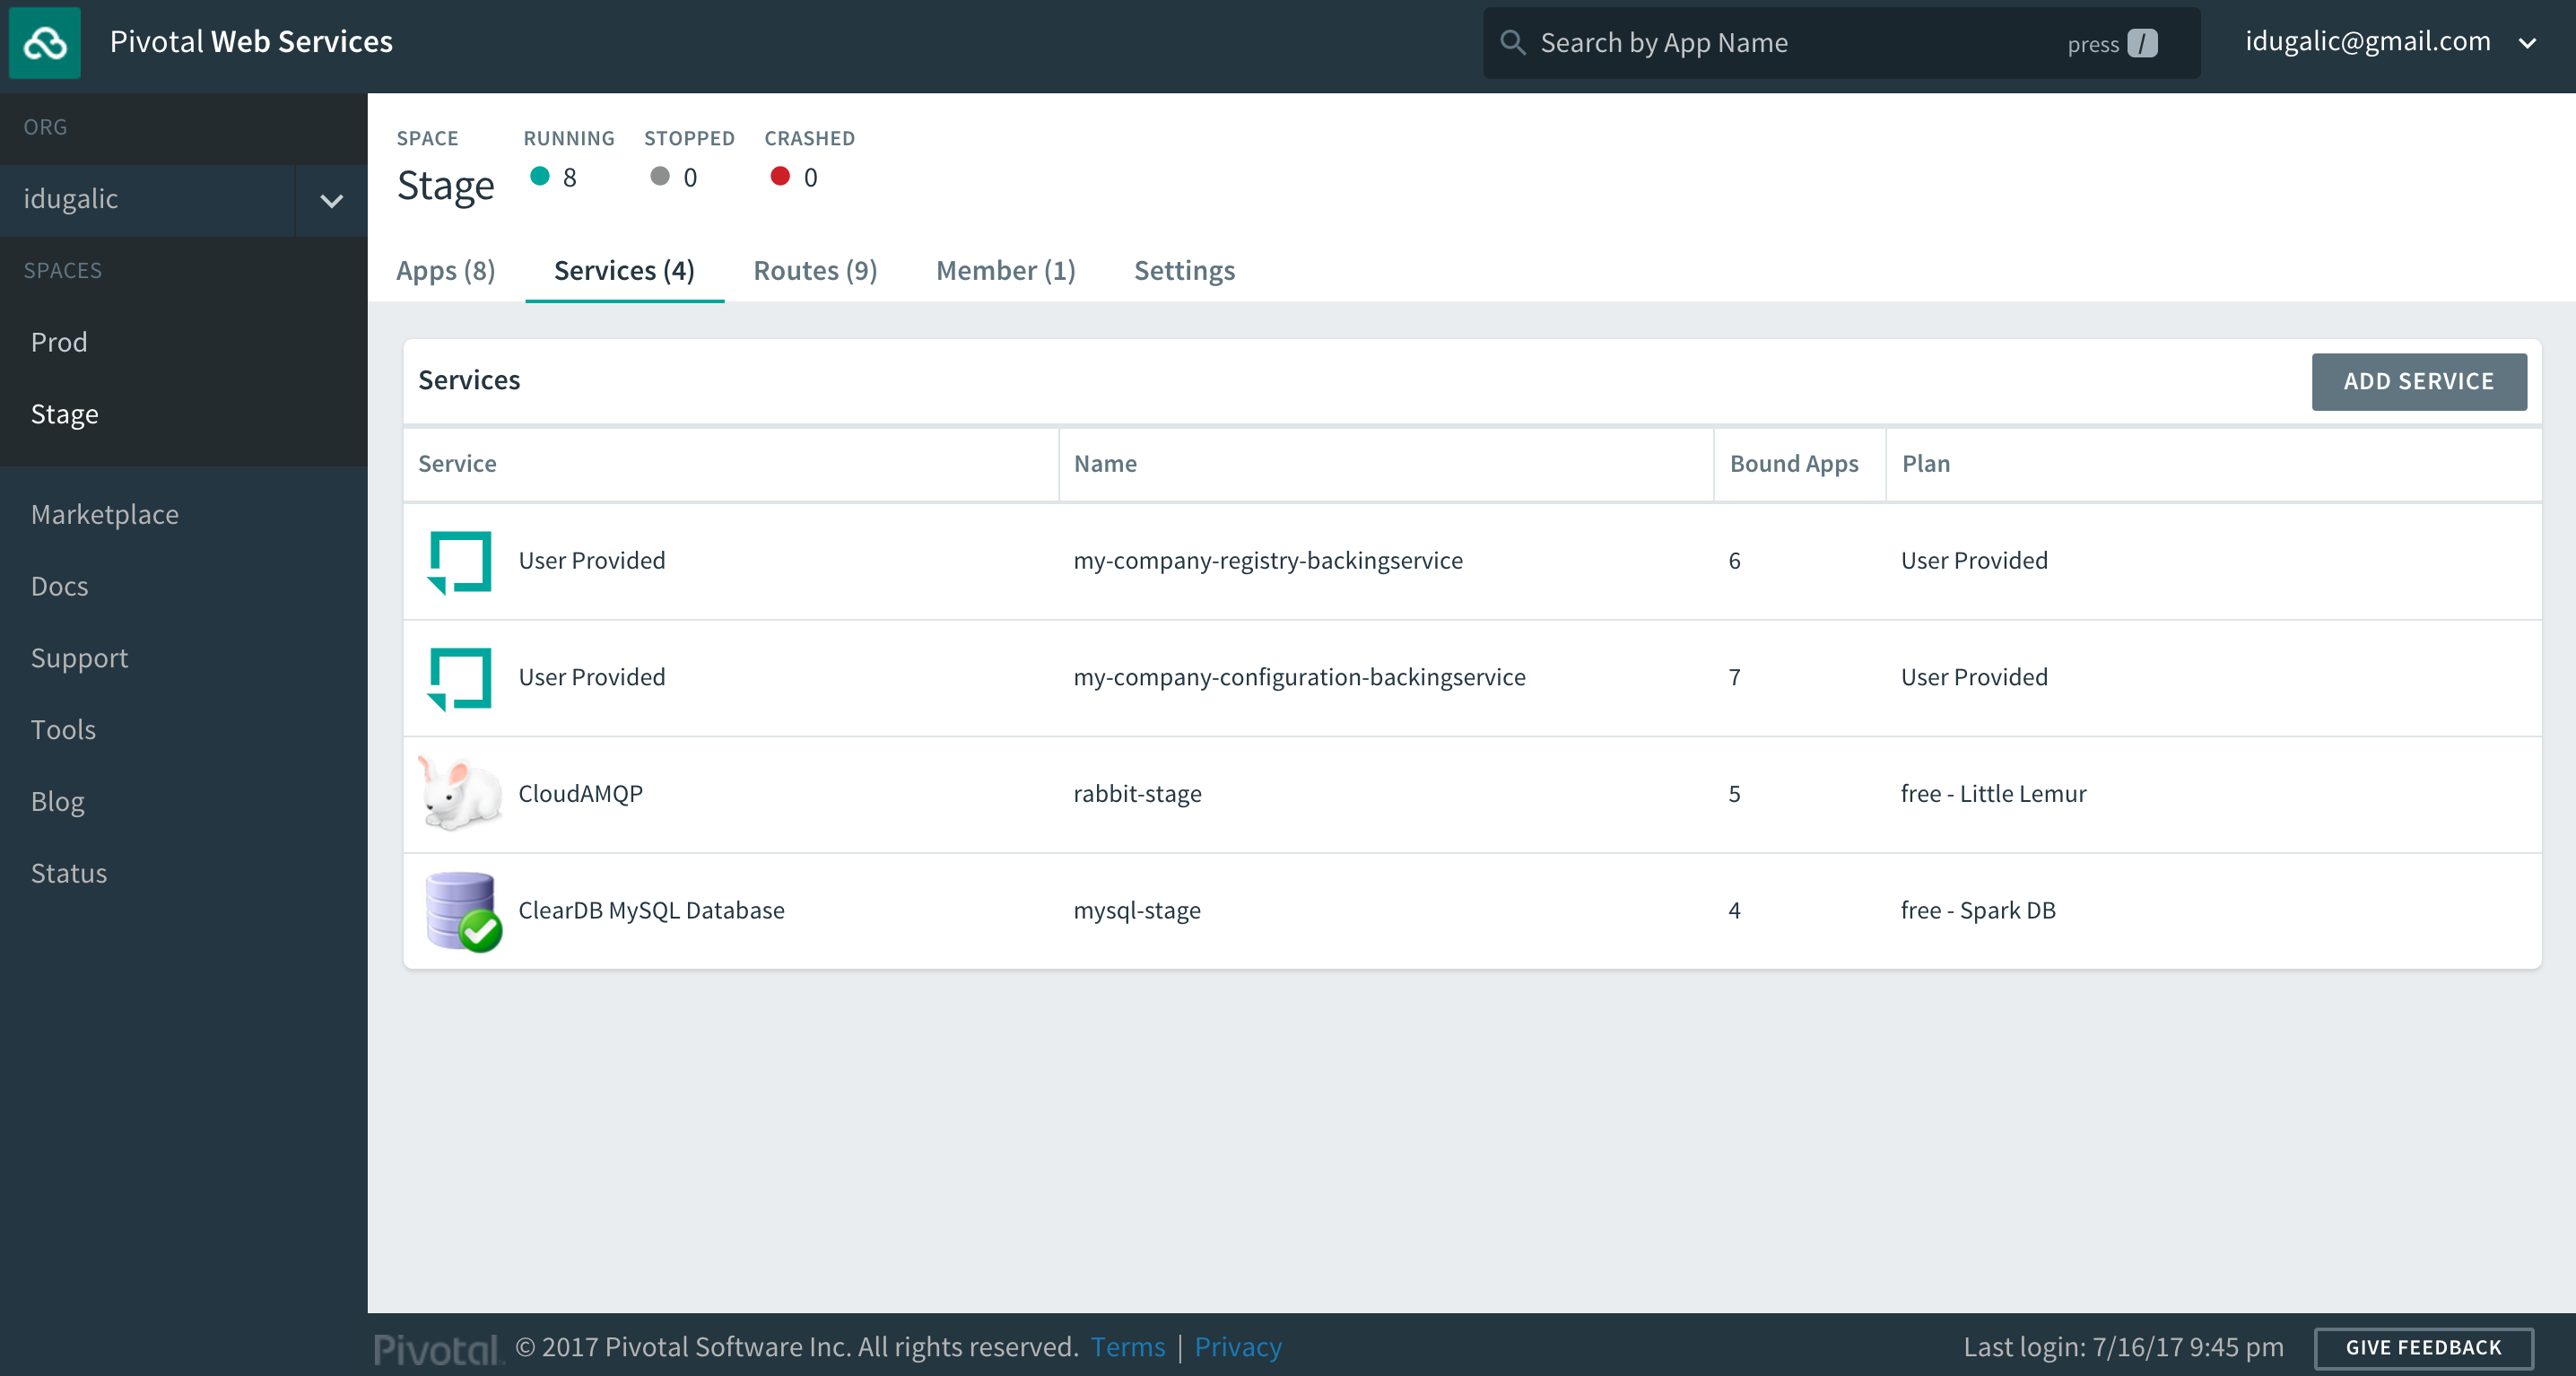 Pivotal Web Services
Search by App Name
press /
idugalic@gmail.com
ORG
idugalic
SPACES
Prod
Stage
Marketplace
Docs
Support
Tools
Blog
Status
SPACE RUNNING STOPPED CRASHED
Stage 8 0 0
Apps (8) Services (4) Routes (9) Member (1) Settings
Services ADD SERVICE
Service Name Bound Apps Plan
User Provided my-company-registry-backingservice 6 User Provided
User Provided my-company-configuration-backingservice 7 User Provided
CloudAMQP rabbit-stage 5 free - Little Lemur
ClearDB MySQL Database mysql-stage 4 free - Spark DB
Pivotal © 2017 Pivotal Software Inc. All rights reserved. Terms | Privacy Last login: 7/16/17 9:45 pm GIVE FEEDBACK